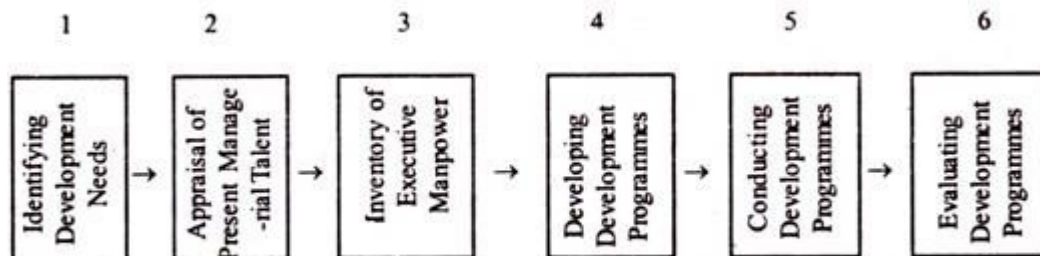 1
2
3
4
5
6
Identifying
Development
Needs
→
Appraisal of
Present Manage
-rial Talent
→
Inventory of
Executive
Manpower
→
Developing
Development
Programmes
→
Conducting
Development
Programmes
→
Evaluating
Development
Programmes